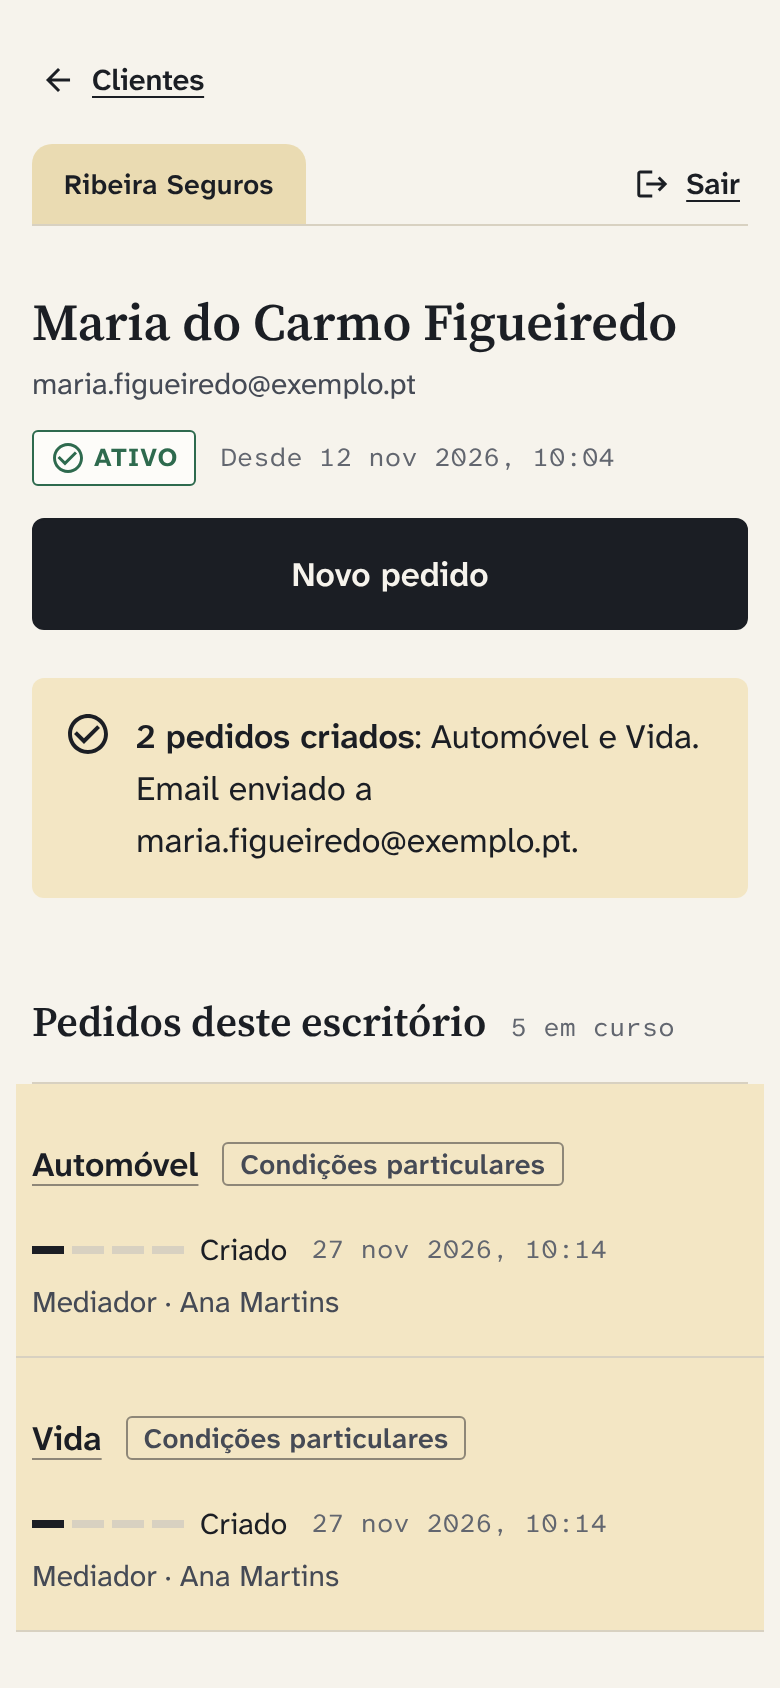 Clientes
Ribeira Seguros
Sair
Maria do Carmo Figueiredo
maria.figueiredo@exemplo.pt
ATIVO Desde 12 nov 2026, 10:04
Novo pedido
2 pedidos criados: Automóvel e Vida.
Email enviado a
maria.figueiredo@exemplo.pt.
Pedidos deste escritório 5 em curso
Automóvel Condições particulares
Criado 27 nov 2026, 10:14
Mediador · Ana Martins
Vida Condições particulares
Criado 27 nov 2026, 10:14
Mediador · Ana Martins